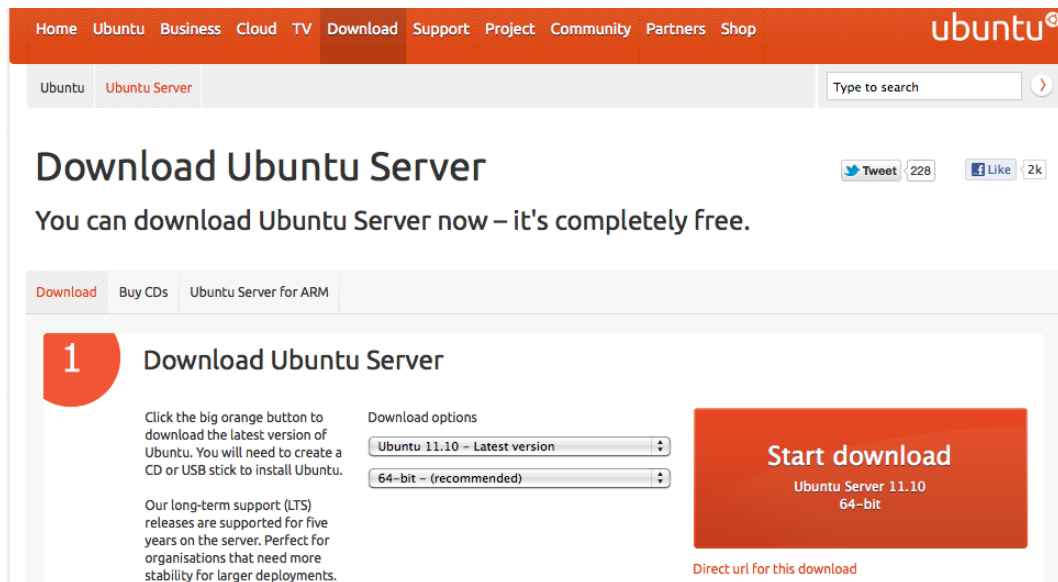 Home Ubuntu Business Cloud TV Download Support Project Community Partners Shop
ubuntu
Ubuntu Ubuntu Server
Type to search
Download Ubuntu Server
Tweet 228
Like 2k
You can download Ubuntu Server now – it's completely free.
Download Buy CDs Ubuntu Server for ARM
1
Download Ubuntu Server
Click the big orange button to
download the latest version of
Ubuntu. You will need to create a
CD or USB stick to install Ubuntu.
Our long-term support (LTS)
releases are supported for five
years on the server. Perfect for
organisations that need more
stability for larger deployments.
Download options
Ubuntu 11.10 – Latest version
64-bit – (recommended)
Start download
Ubuntu Server 11.10
64-bit
Direct url for this download